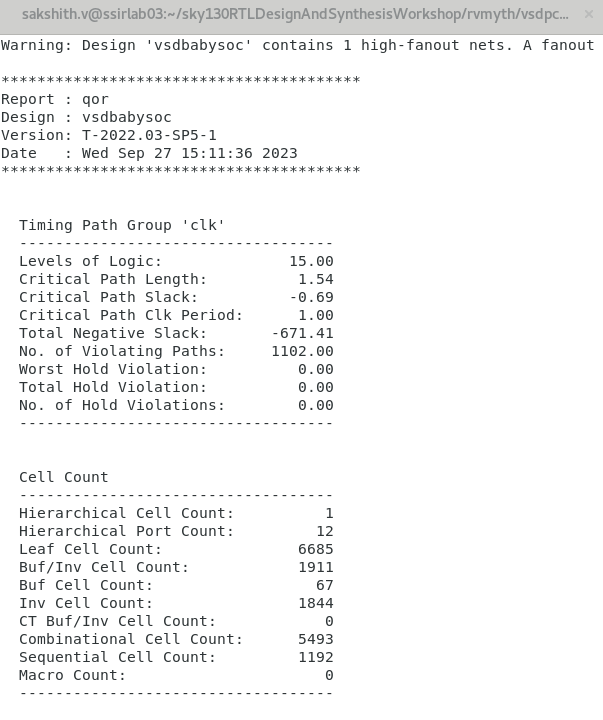 sakshith.v@ssirlab03:~/sky130RTLDesignAndSynthesisWorkshop/rvmyth/vsdpc... ×
Warning: Design 'vsdbabysoc' contains 1 high-fanout nets. A fanout
****************************************
Report : qor
Design : vsdbabysoc
Version: T-2022.03-SP5-1
Date   : Wed Sep 27 15:11:36 2023
****************************************
  Timing Path Group 'clk'
  -----------------------------------
  Levels of Logic:              15.00
  Critical Path Length:          1.54
  Critical Path Slack:          -0.69
  Critical Path Clk Period:      1.00
  Total Negative Slack:       -671.41
  No. of Violating Paths:     1102.00
  Worst Hold Violation:          0.00
  Total Hold Violation:          0.00
  No. of Hold Violations:        0.00
  -----------------------------------
  Cell Count
  -----------------------------------
  Hierarchical Cell Count:          1
  Hierarchical Port Count:         12
  Leaf Cell Count:               6685
  Buf/Inv Cell Count:            1911
  Buf Cell Count:                  67
  Inv Cell Count:                1844
  CT Buf/Inv Cell Count:            0
  Combinational Cell Count:      5493
  Sequential Cell Count:         1192
  Macro Count:                      0
  -----------------------------------